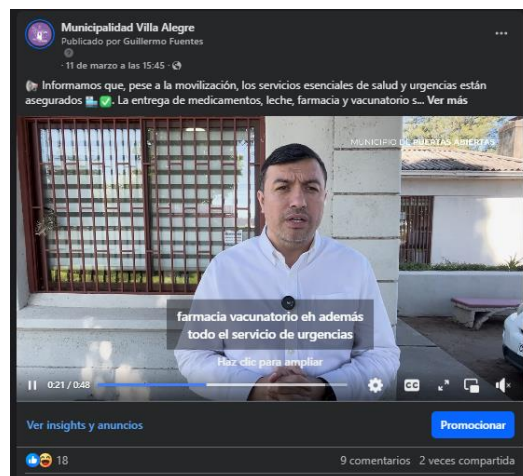 Municipalidad Villa Alegre
Publicado por Guillermo Fuentes
· 11 de marzo a las 15:45 ·
Informamos que, pese a la movilización, los servicios esenciales de salud y urgencias están
asegurados. La entrega de medicamentos, leche, farmacia y vacunatorio s... Ver más
MUNICIPIO DE PUERTAS ABIERTAS
farmacia vacunatorio eh además
todo el servicio de urgencias
Haz clic para ampliar
0:21 / 0:48
CC
Ver insights y anuncios
Promocionar
18
9 comentarios 2 veces compartida